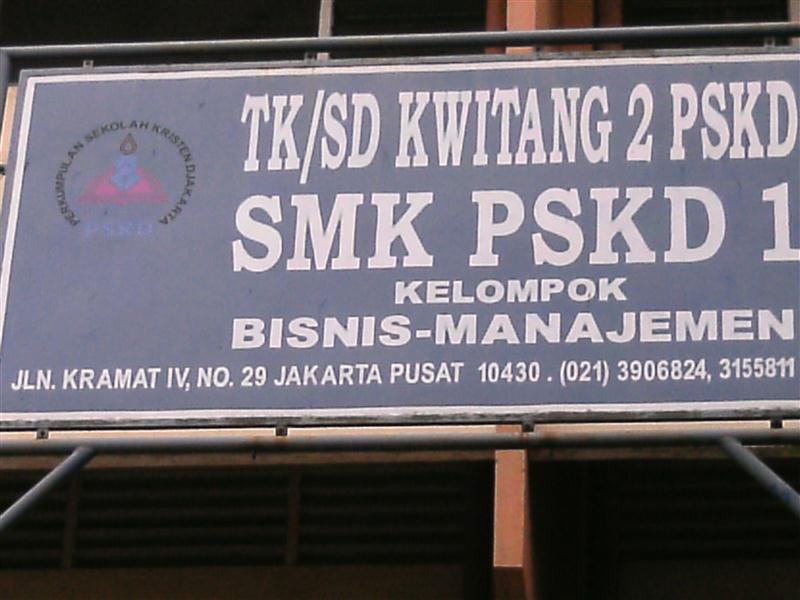 PERKUMPULAN SEKOLAH KRISTEN DJAKARTA
PSKD
TK/SD KWITANG 2 PSKD
SMK PSKD 1
KELOMPOK
BISNIS-MANAJEMEN
JLN. KRAMAT IV, NO. 29 JAKARTA PUSAT 10430 . (021) 3906824, 3155811